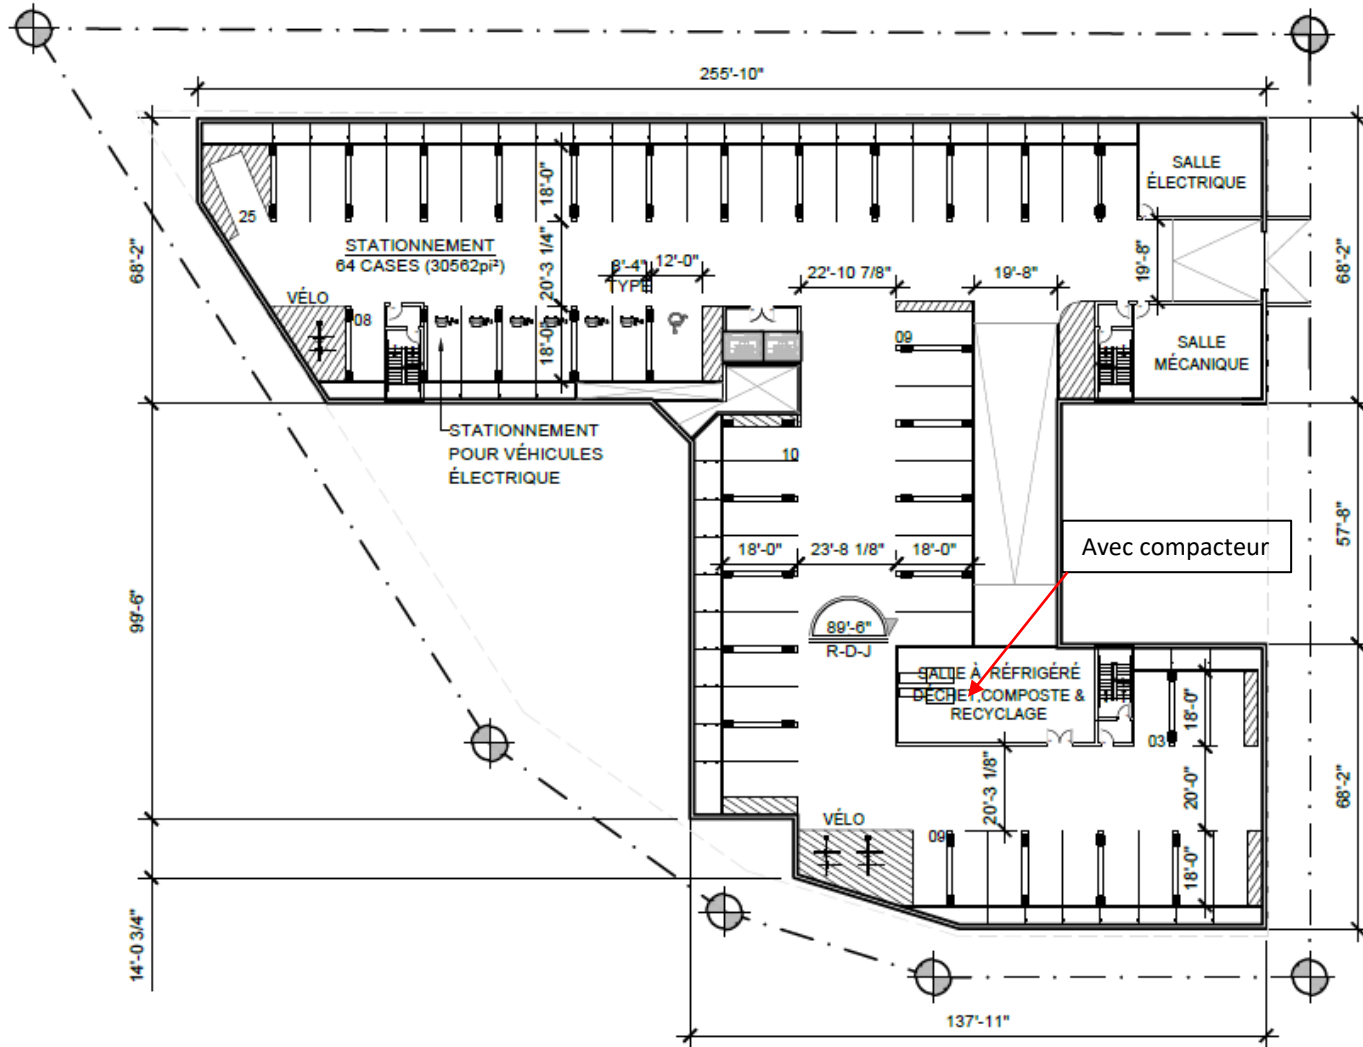 255'-10"
SALLE
ÉLECTRIQUE
18'-0"
25
STATIONNEMENT
64 CASES (30562pi²)
20'-3 1/4"
8'-4"
TYPE
12'-0"
22'-10 7/8"
19'-8"
19'-8"
68'-2"
68'-2"
VÉLO
08
18'-0"
09
SALLE
MÉCANIQUE
STATIONNEMENT
POUR VÉHICULES
ÉLECTRIQUE
10
18'-0"
23'-8 1/8"
18'-0"
Avec compacteur
57'-8"
99'-6"
89'-6"
R-D-J
SALLE À RÉFRIGÉRÉ
DÉCHET,COMPOSTE &
RECYCLAGE
18'-0"
03
20'-3 1/8"
20'-0"
68'-2"
VÉLO
09
18'-0"
14'-0 3/4"
137'-11"